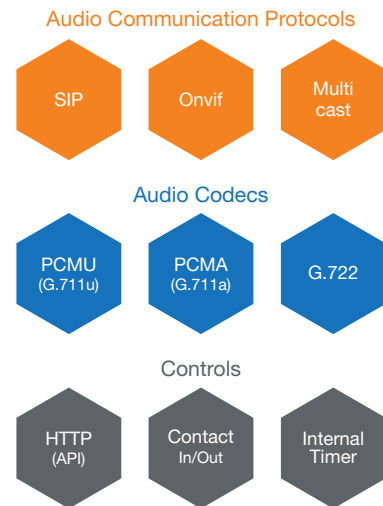 Audio Communication Protocols
SIP
Onvif
Multi
cast
Audio Codecs
PCMU
(G.711u)
PCMA
(G.711a)
G.722
Controls
HTTP
(API)
Contact
In/Out
Internal
Timer